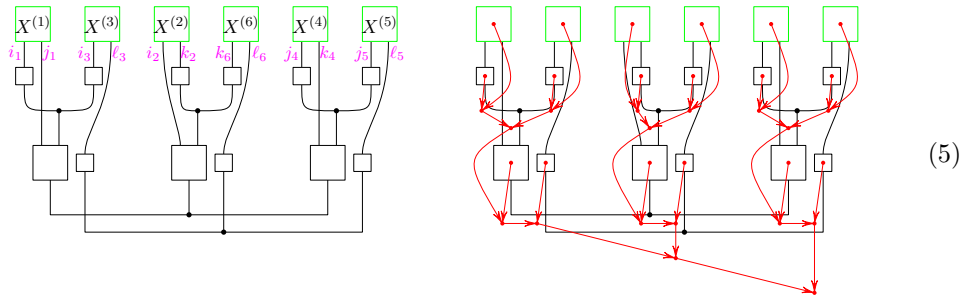 X^{(1)} X^{(3)} X^{(2)} X^{(6)} X^{(4)} X^{(5)}
i_1 j_1 i_3 ℓ_3 i_2 k_2 k_6 ℓ_6 j_4 k_4 j_5 ℓ_5
(5)